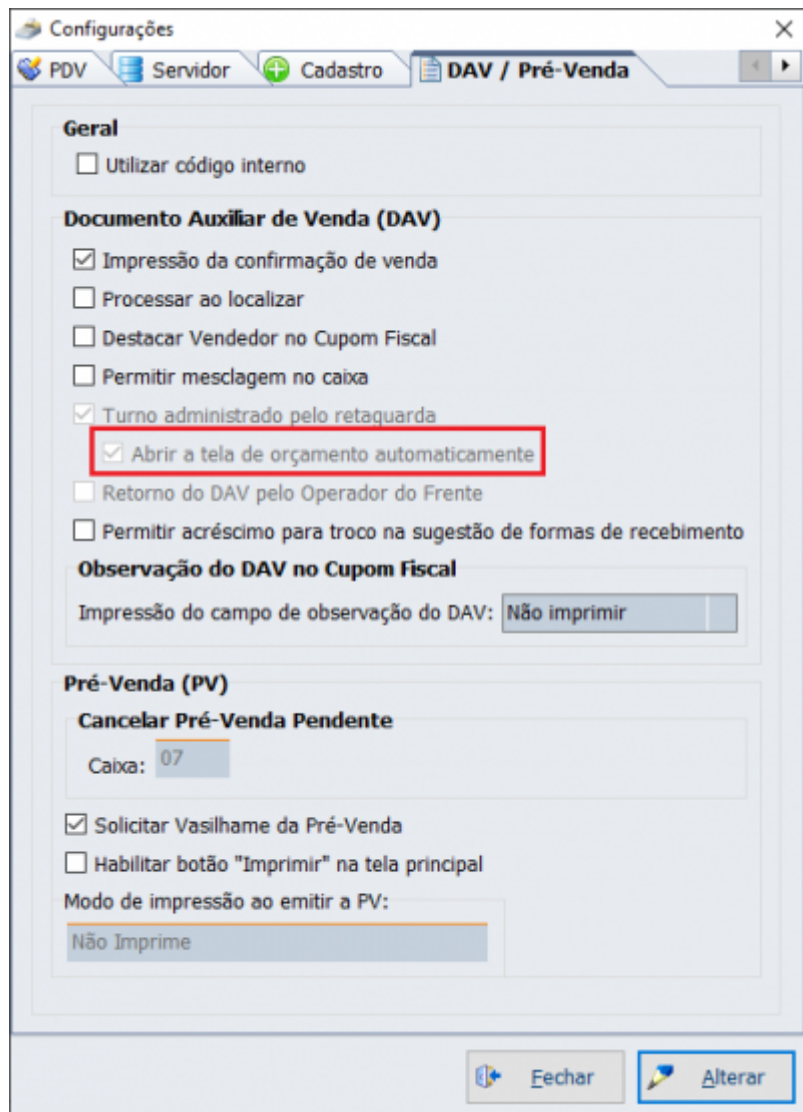 Configurações
PDV Servidor Cadastro DAV / Pré-Venda
Geral
Utilizar código interno
Documento Auxiliar de Venda (DAV)
Impressão da confirmação de venda
Processar ao localizar
Destacar Vendedor no Cupom Fiscal
Permitir mesclagem no caixa
Turno administrado pelo retaguarda
Abrir a tela de orçamento automaticamente
Retorno do DAV pelo Operador do Frente
Permitir acréscimo para troco na sugestão de formas de recebimento
Observação do DAV no Cupom Fiscal
Impressão do campo de observação do DAV: Não imprimir
Pré-Venda (PV)
Cancelar Pré-Venda Pendente
Caixa: 07
Solicitar Vasilhame da Pré-Venda
Habilitar botão "Imprimir" na tela principal
Modo de impressão ao emitir a PV:
Não Imprime
Fechar Alterar